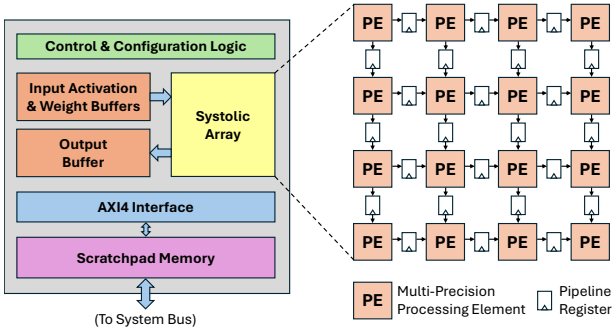 Control & Configuration Logic
Input Activation
& Weight Buffers
Systolic
Array
Output
Buffer
AXI4 Interface
Scratchpad Memory
(To System Bus)
PE PE PE PE
PE PE PE PE
PE PE PE PE
PE PE PE PE
PE Multi-Precision
Processing Element
Pipeline
Register